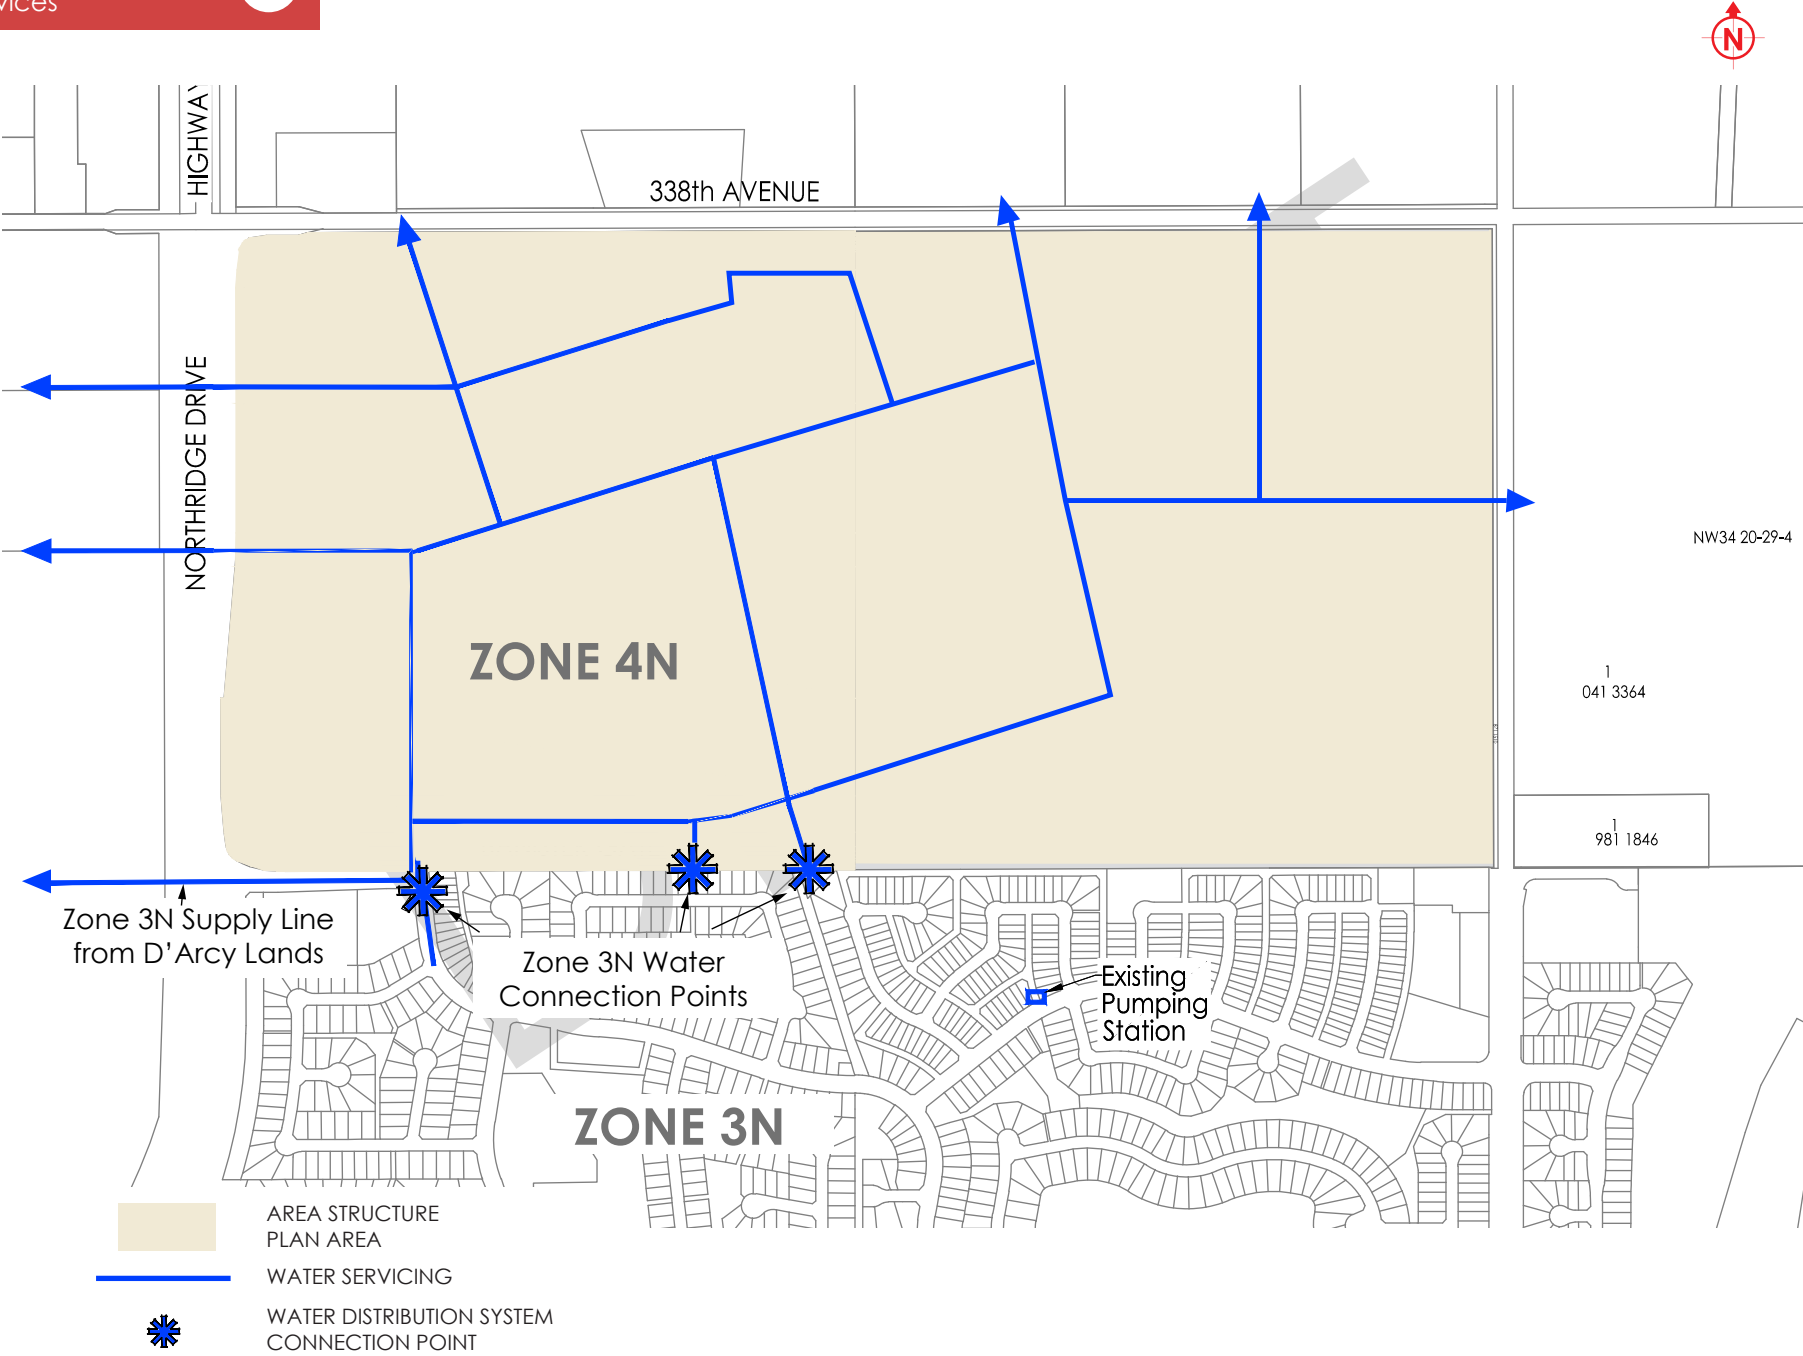 N
HIGHWAY
338th AVENUE
NORTHRIDGE DRIVE
NW34 20-29-4
ZONE 4N
1
041 3364
1
981 1846
Zone 3N Supply Line
from D'Arcy Lands
Zone 3N Water
Connection Points
Existing
Pumping
Station
ZONE 3N
AREA STRUCTURE
PLAN AREA
WATER SERVICING
WATER DISTRIBUTION SYSTEM
CONNECTION POINT